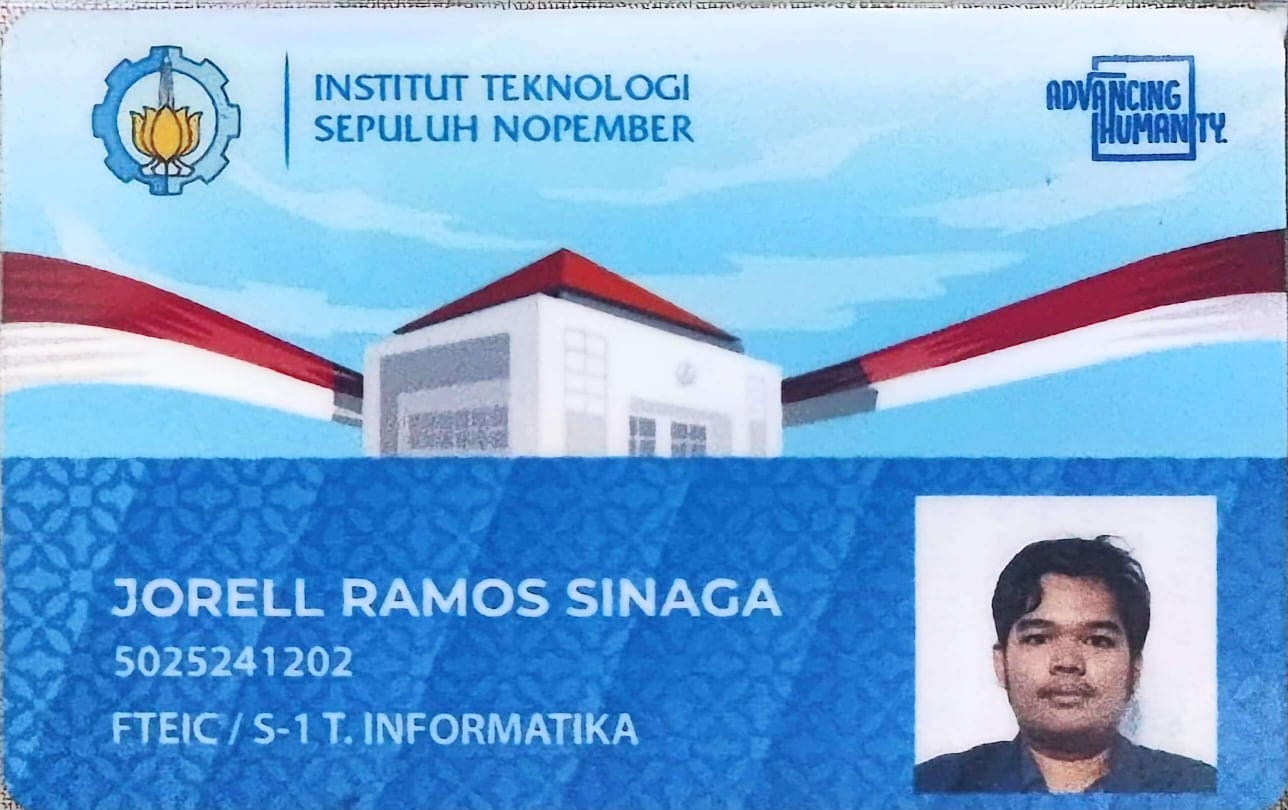 INSTITUT TEKNOLOGI
SEPULUH NOPEMBER
ADVANCING
HUMANITY.
JORELL RAMOS SINAGA
5025241202
FTEIC / S-1 T. INFORMATIKA